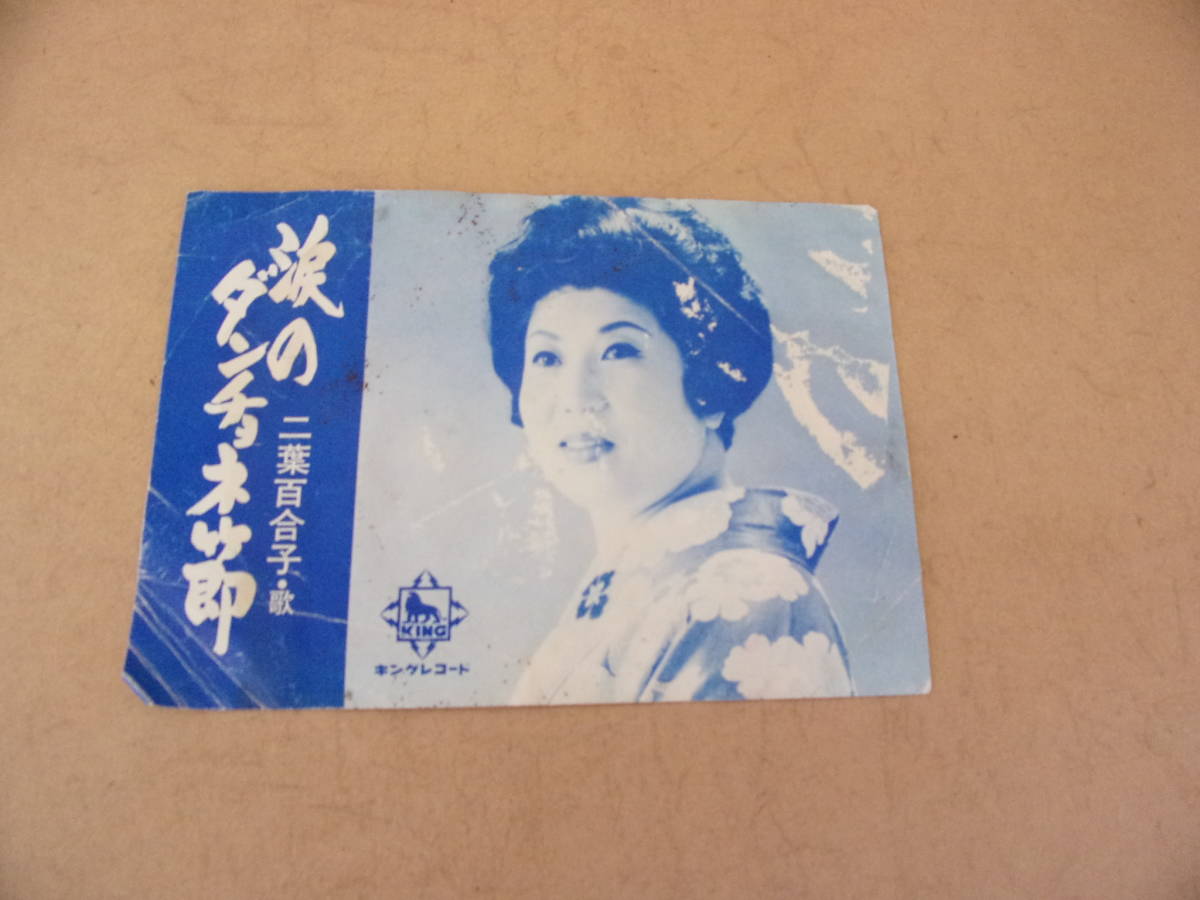 涙の
ダンチョネ節
二葉百合子・歌
KING
キングレコード